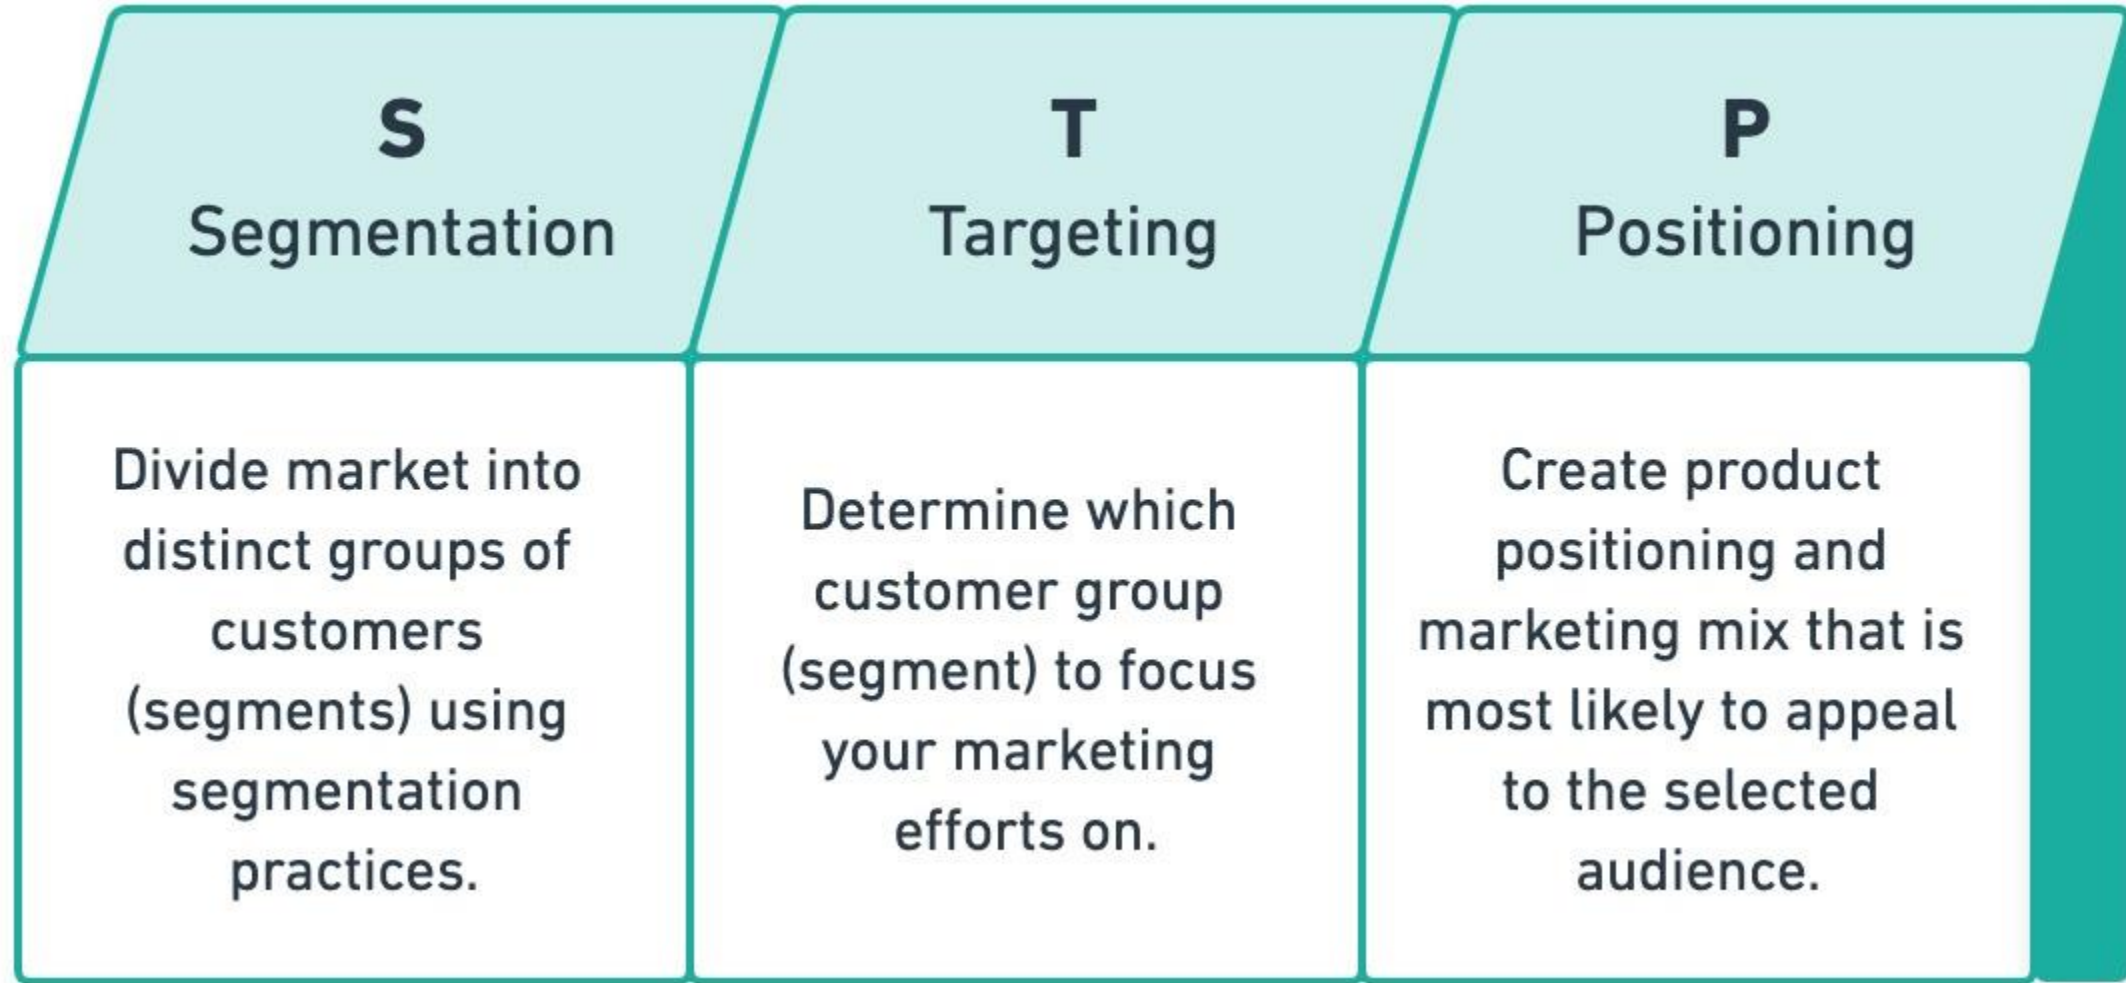 S
Segmentation
Divide market into
distinct groups of
customers
(segments) using
segmentation
practices.
T
Targeting
Determine which
customer group
(segment) to focus
your marketing
efforts on.
P
Positioning
Create product
positioning and
marketing mix that is
most likely to appeal
to the selected
audience.